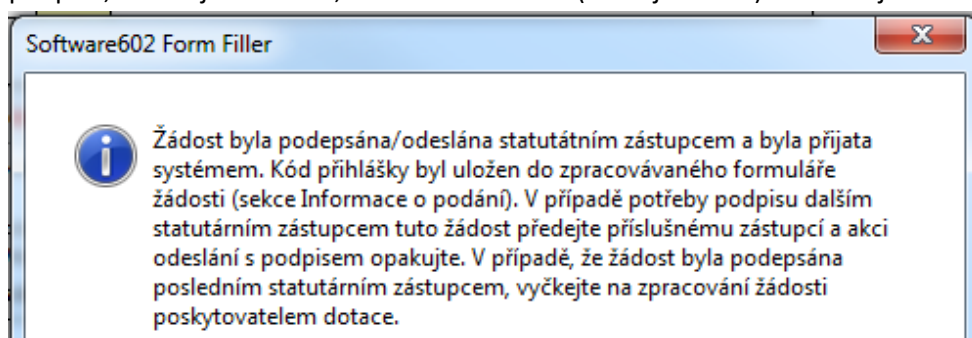 Software602 Form Filler
Žádost byla podepsána/odeslána statutátním zástupcem a byla přijata
systémem. Kód přihlášky byl uložen do zpracovávaného formuláře
žádosti (sekce Informace o podání). V případě potřeby podpisu dalším
statutárním zástupcem tuto žádost předejte příslušnému zástupcí a akci
odeslání s podpisem opakujte. V případě, že žádost byla podepsána
posledním statutárním zástupcem, vyčkejte na zpracování žádosti
poskytovatelem dotace.